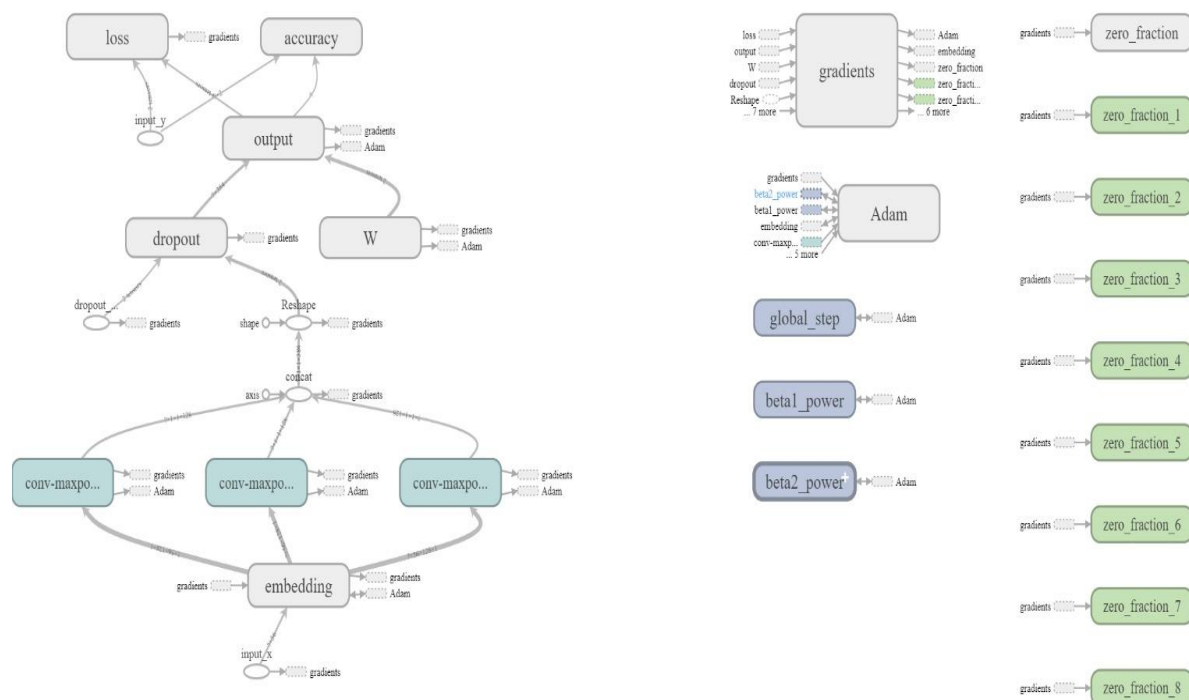 loss
gradients
accuracy
input_y
output
gradients
Adam
dropout
gradients
W
gradients
Adam
dropout_...
gradients
Reshape
shape
gradients
concat
axis
gradients
conv-maxpo...
gradients
Adam
conv-maxpo...
gradients
Adam
conv-maxpo...
gradients
Adam
embedding
gradients
gradients
Adam
input_x
gradients
loss
output
W
dropout
Reshape
... 7 more
gradients
Adam
embedding
zero_fraction
zero_fracti...
zero_fracti...
... 6 more
gradients
beta2_power
beta1_power
embedding
conv-maxp...
... 5 more
Adam
global_step
Adam
beta1_power
Adam
beta2_power
Adam
gradients
zero_fraction
gradients
zero_fraction_1
gradients
zero_fraction_2
gradients
zero_fraction_3
gradients
zero_fraction_4
gradients
zero_fraction_5
gradients
zero_fraction_6
gradients
zero_fraction_7
gradients
zero_fraction_8